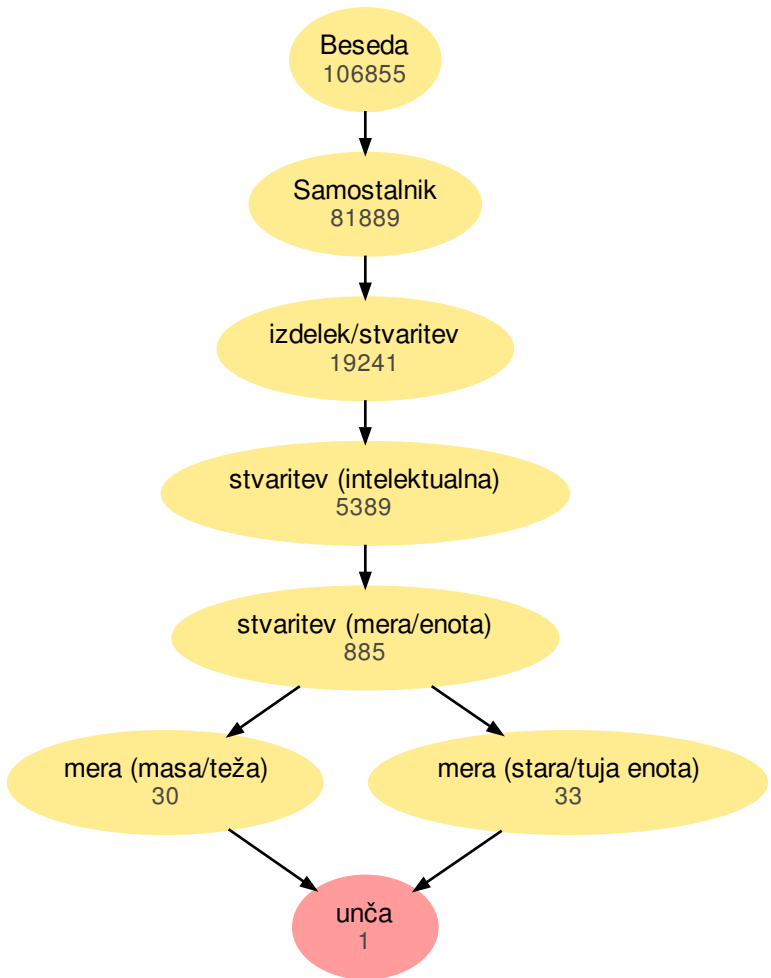 Beseda
106855
Samostalnik
81889
izdelek/stvaritev
19241
stvaritev (intelektualna)
5389
stvaritev (mera/enota)
885
mera (masa/teža)
30
mera (stara/tuja enota)
33
unča
1